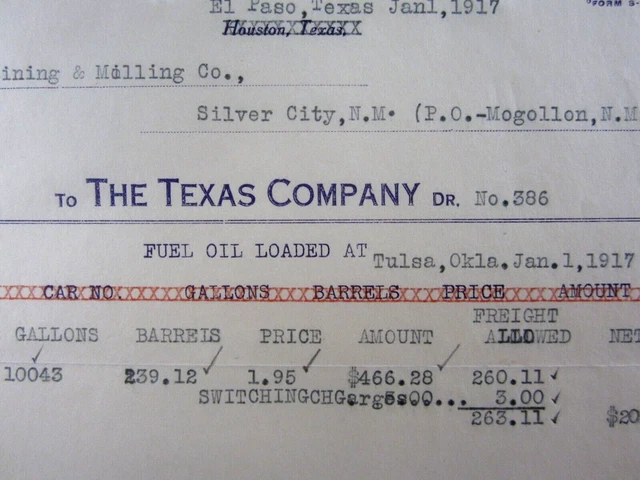 El Paso, Texas Jan1, 1917
Houston, Texas,
ining & Milling Co.,
Silver City, N.M. (P.O.-Mogollon, N.M
TO THE TEXAS COMPANY DR. No.386
FUEL OIL LOADED AT Tulsa, Okla. Jan.1, 1917
CAR NO. GALLONS BARRELS PRICE AMOUNT
FREIGHT
GALLONS BARRELS PRICE AMOUNT ALLOWED NET
10043 239.12 1.95 $466.28 260.11
SWITCHINGCHGarges... 3.00
263.11 $20